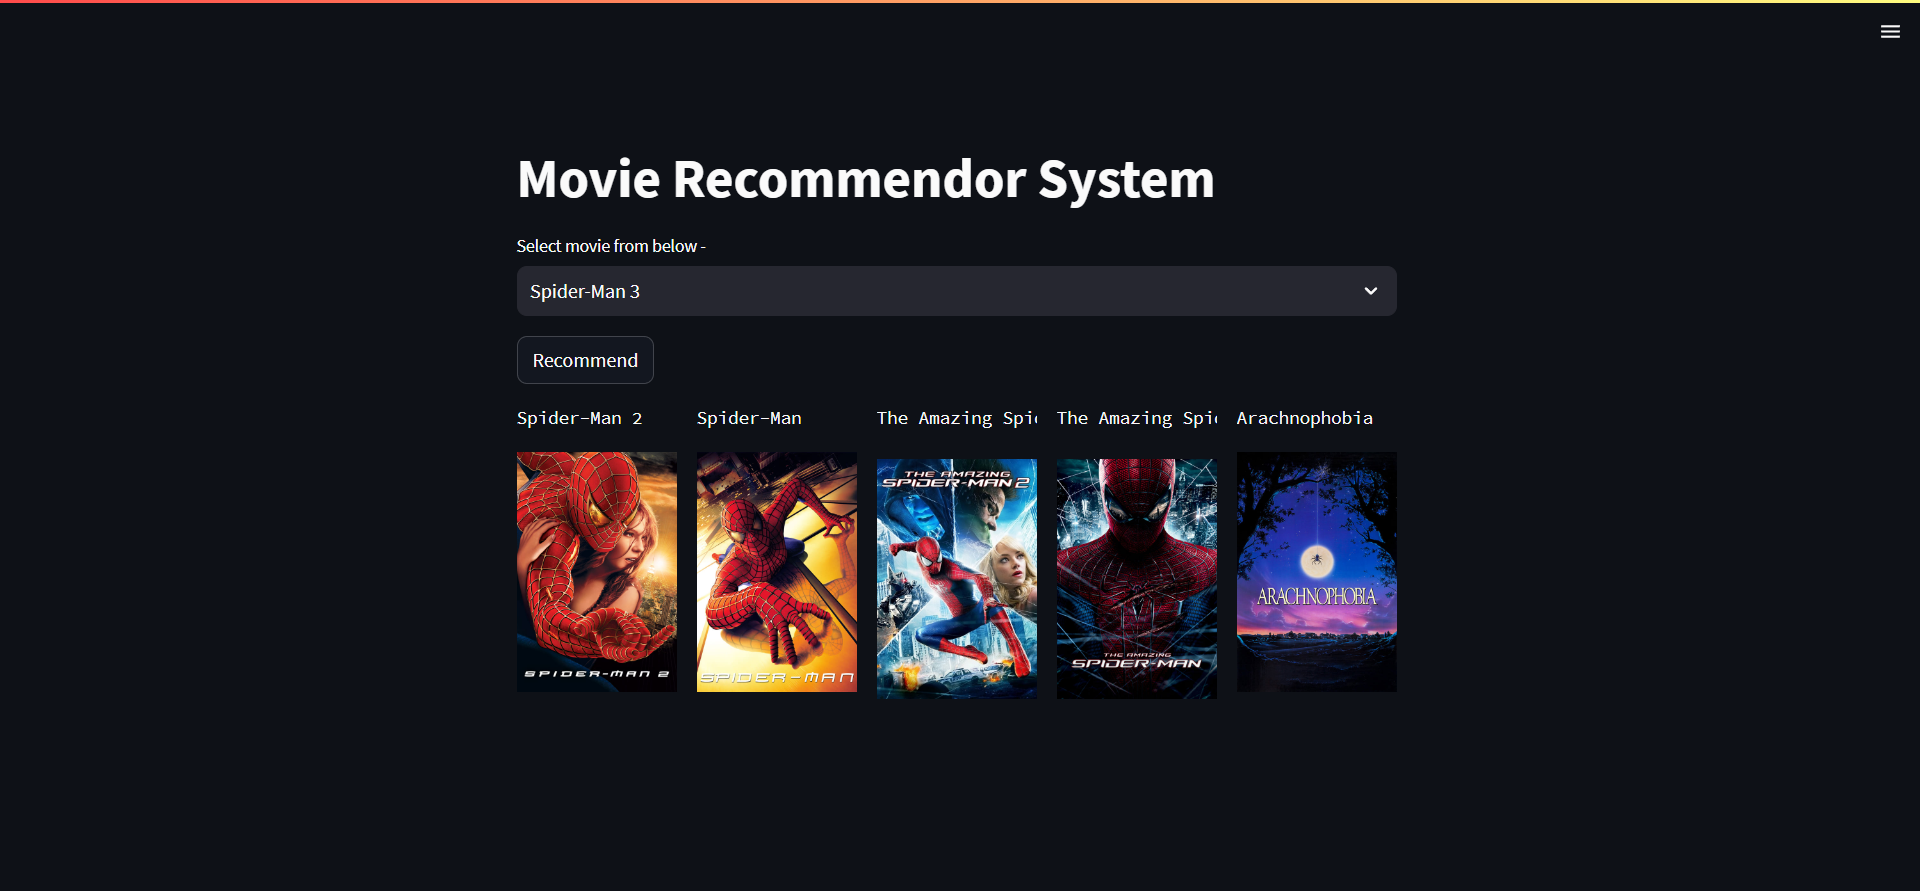 Movie Recommendor System
Select movie from below -
Spider-Man 3
Recommend
Spider-Man 2
Spider-Man
The Amazing Spi
The Amazing Spi
Arachnophobia
SPIDER-MAN 2
SPIDER-MAN
THE AMAZING
SPIDER-MAN 2
THE AMAZING
SPIDER-MAN
ARACHNOPHOBIA